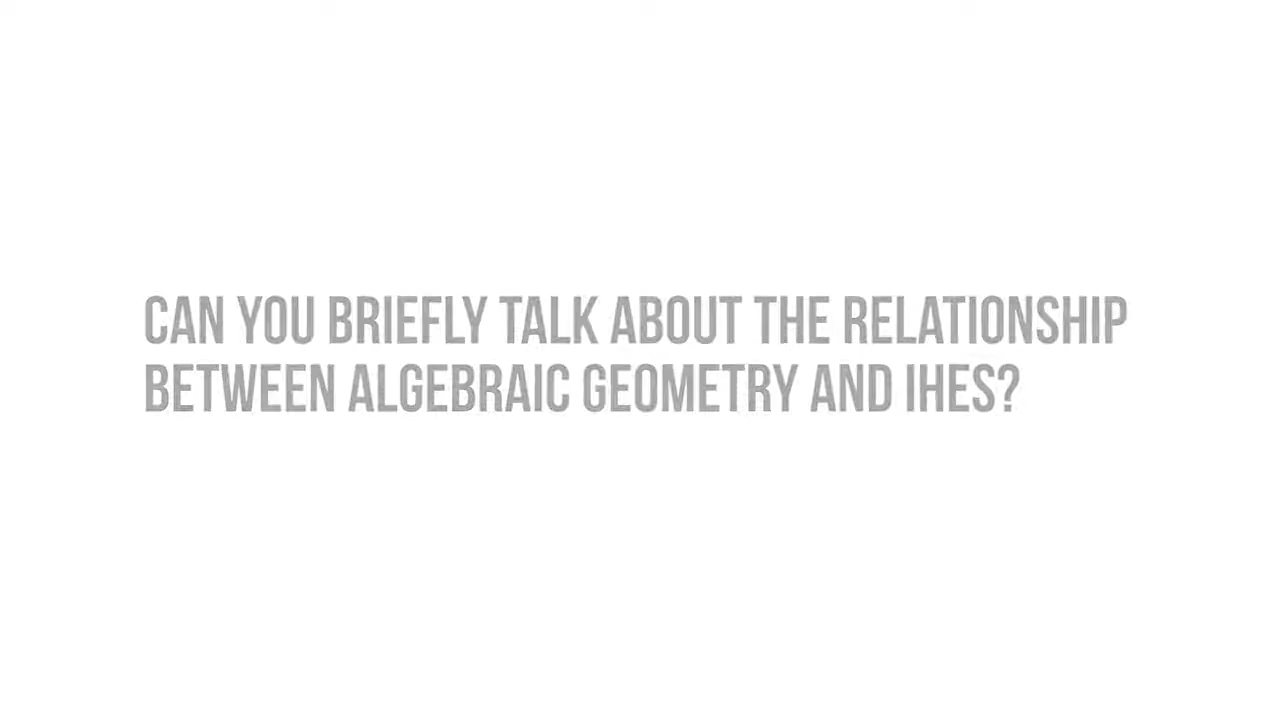 CAN YOU BRIEFLY TALK ABOUT THE RELATIONSHIP
BETWEEN ALGEBRAIC GEOMETRY AND IHES?